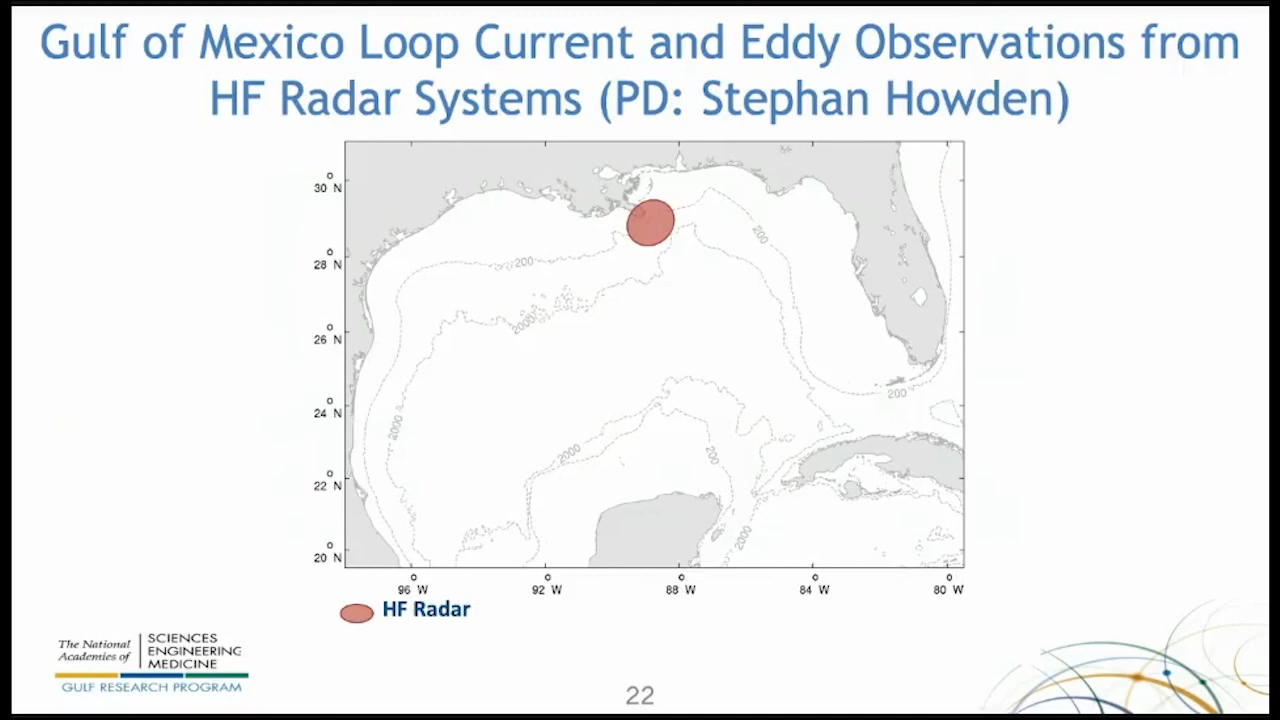 Gulf of Mexico Loop Current and Eddy Observations from
HF Radar Systems (PD: Stephan Howden)
30° N
28° N
26° N
24° N
22° N
20° N
200
200
2000
200
2000
2000
200
2000
96° W
92° W
88° W
84° W
80° W
HF Radar
The National
Academies of
SCIENCES
ENGINEERING
MEDICINE
GULF RESEARCH PROGRAM
22